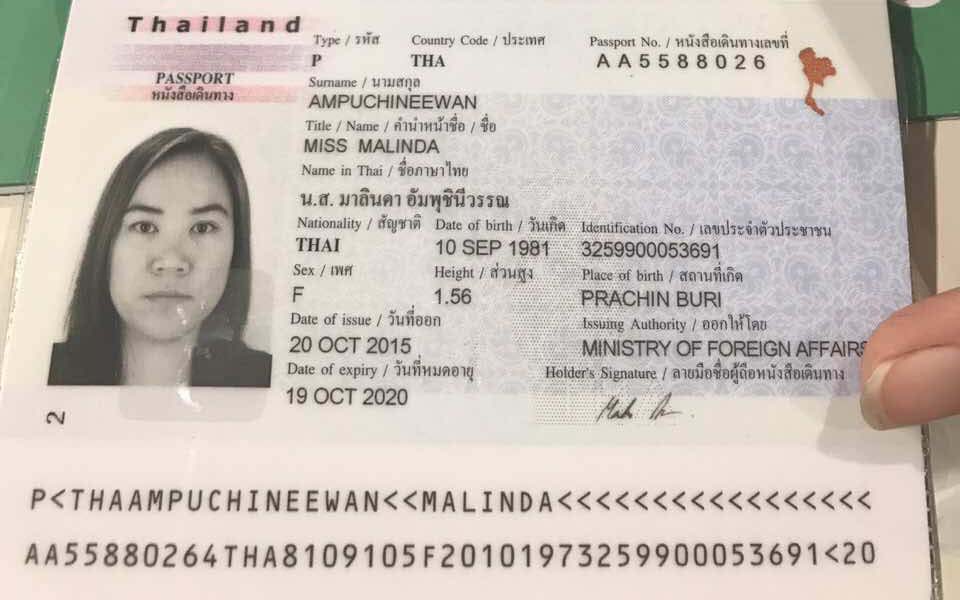 Thailand
Type / รหัส Country Code / ประเทศ Passport No. / หนังสือเดินทางเลขที่
P THA AA5588026
PASSPORT
หนังสือเดินทาง
Surname / นามสกุล
AMPUCHINEEWAN
Title / Name / คำนำหน้าชื่อ / ชื่อ
MISS MALINDA
Name in Thai / ชื่อภาษาไทย
น.ส. มาลินดา อัมพุชินีวรรณ
Nationality / สัญชาติ Date of birth / วันเกิด Identification No. / เลขประจำตัวประชาชน
THAI 10 SEP 1981 3259900053691
Sex / เพศ Height / ส่วนสูง Place of birth / สถานที่เกิด
F 1.56 PRACHIN BURI
Date of issue / วันที่ออก Issuing Authority / ออกให้โดย
20 OCT 2015 MINISTRY OF FOREIGN AFFAIRS
Date of expiry / วันที่หมดอายุ Holder's Signature / ลายมือชื่อผู้ถือหนังสือเดินทาง
19 OCT 2020
2
P<THAAMPUCHINEEWAN<<MALINDA<<<<<<<<<<<<<<<<<
AA55880264THA8109105F20101973259900053691<20